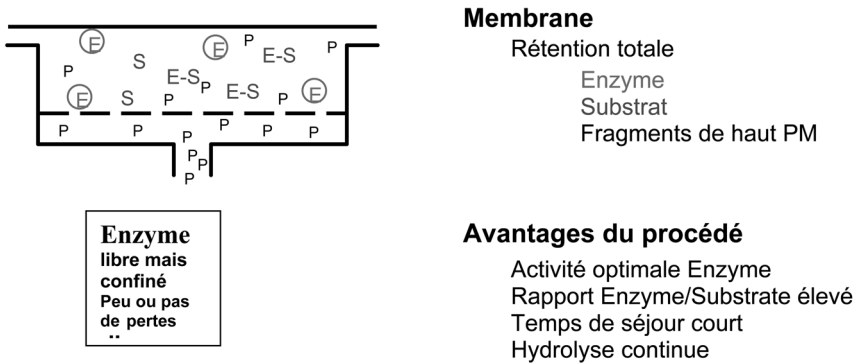 E E P E-S P
P S E-S P
E S P E-S P E
P P P P P P
P P
P
Enzyme
libre mais
confiné
Peu ou pas
de pertes
Membrane
Rétention totale
Enzyme
Substrat
Fragments de haut PM
Avantages du procédé
Activité optimale Enzyme
Rapport Enzyme/Substrate élevé
Temps de séjour court
Hydrolyse continue